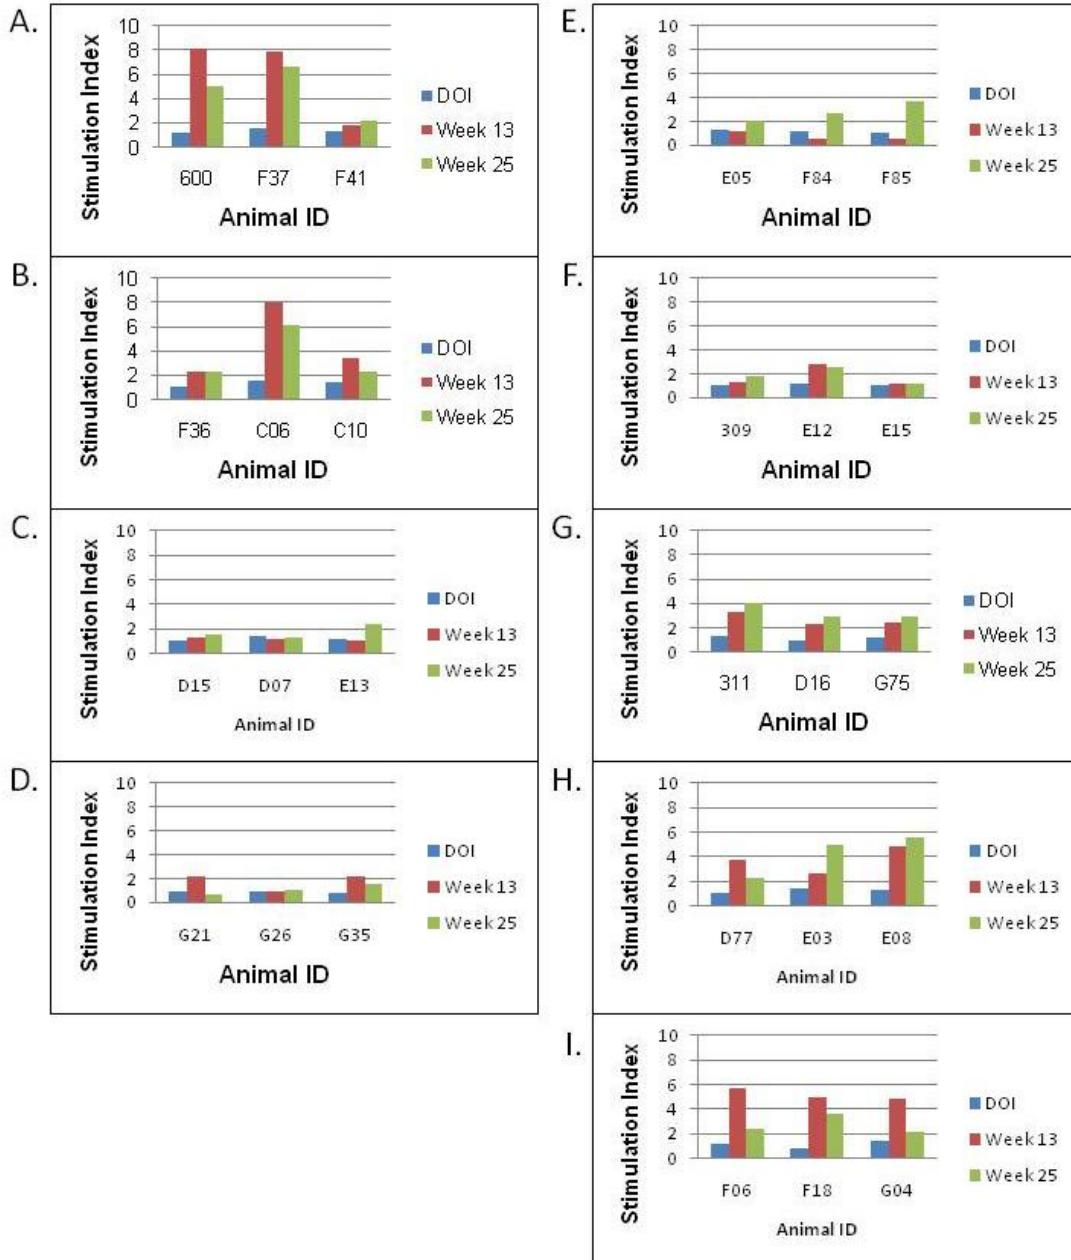 A.
Stimulation Index
10
8
6
4
2
0
600 F37 F41
Animal ID
DOI
Week 13
Week 25
B.
Stimulation Index
10
8
6
4
2
0
F36 C06 C10
Animal ID
DOI
Week 13
Week 25
C.
Stimulation Index
10
8
6
4
2
0
D15 D07 E13
Animal ID
DOI
Week 13
Week 25
D.
Stimulation Index
10
8
6
4
2
0
G21 G26 G35
Animal ID
DOI
Week 13
Week 25
E.
Stimulation Index
10
8
6
4
2
0
E05 F84 F85
Animal ID
DOI
Week 13
Week 25
F.
Stimulation Index
10
8
6
4
2
0
309 E12 E15
Animal ID
DOI
Week 13
Week 25
G.
Stimulation Index
10
8
6
4
2
0
311 D16 G75
Animal ID
DOI
Week 13
Week 25
H.
Stimulation Index
10
8
6
4
2
0
D77 E03 E08
Animal ID
DOI
Week 13
Week 25
I.
Stimulation Index
10
8
6
4
2
0
F06 F18 G04
Animal ID
DOI
Week 13
Week 25